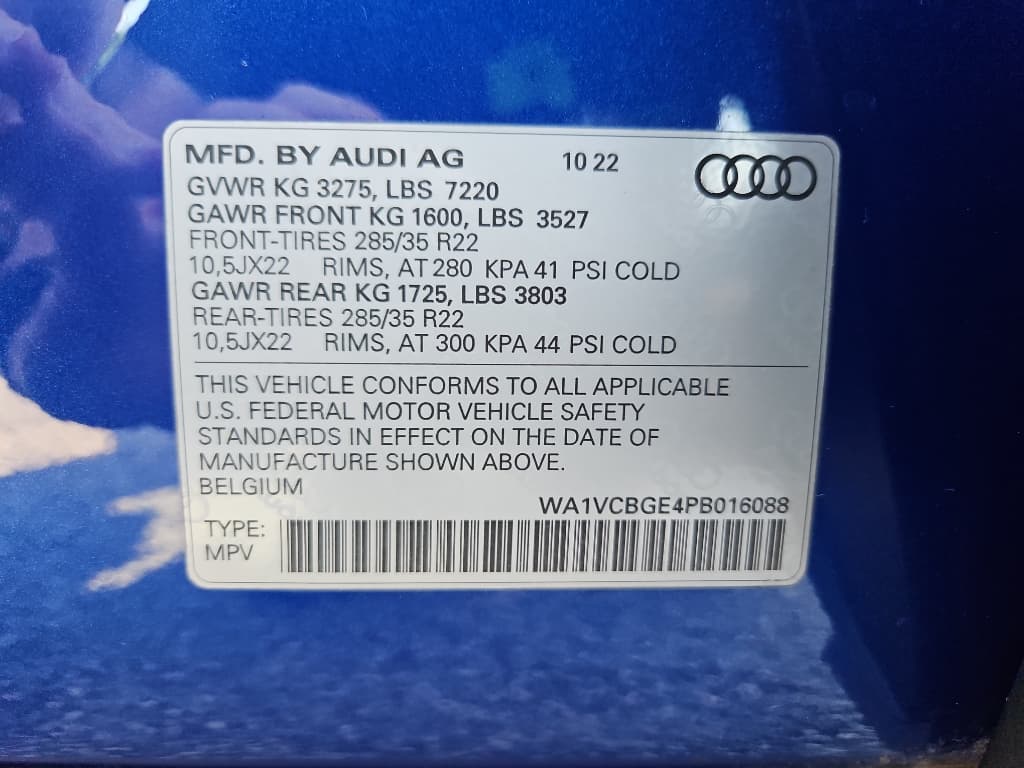 MFD. BY AUDI AG 10 22
GVWR KG 3275, LBS 7220
GAWR FRONT KG 1600, LBS 3527
FRONT-TIRES 285/35 R22
10,5JX22 RIMS, AT 280 KPA 41 PSI COLD
GAWR REAR KG 1725, LBS 3803
REAR-TIRES 285/35 R22
10,5JX22 RIMS, AT 300 KPA 44 PSI COLD
THIS VEHICLE CONFORMS TO ALL APPLICABLE
U.S. FEDERAL MOTOR VEHICLE SAFETY
STANDARDS IN EFFECT ON THE DATE OF
MANUFACTURE SHOWN ABOVE.
BELGIUM
WA1VCBGE4PB016088
TYPE:
MPV